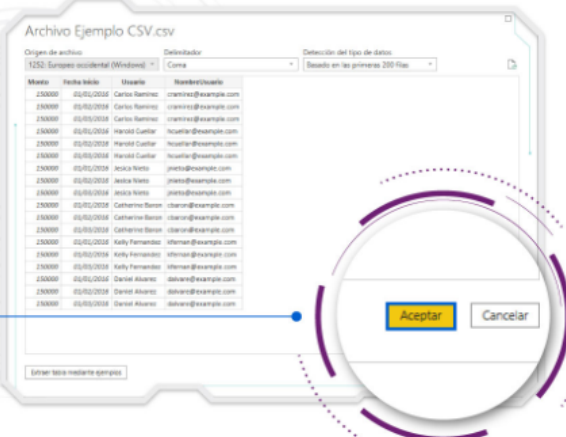 Archivo Ejemplo CSV.csv
Origen de archivo Delimitador Detección del tipo de datos
1252: Europeo occidental (Windows) Coma Basado en las primeras 200 filas
Monto Fecha Inicio Usuario NombreUsuario
150000 01/01/2016 Carlos Ramirez cramirez@example.com
150000 01/02/2016 Carlos Ramirez cramirez@example.com
150000 01/03/2016 Carlos Ramirez cramirez@example.com
150000 01/01/2016 Harold Cuellar hcuellar@example.com
150000 01/02/2016 Harold Cuellar hcuellar@example.com
150000 01/03/2016 Harold Cuellar hcuellar@example.com
150000 01/01/2016 Jesica Nieto jnieto@example.com
150000 01/02/2016 Jesica Nieto jnieto@example.com
150000 01/03/2016 Jesica Nieto jnieto@example.com
150000 01/01/2016 Catherine Baron cbaron@example.com
150000 01/02/2016 Catherine Baron cbaron@example.com
150000 01/03/2016 Catherine Baron cbaron@example.com
150000 01/01/2016 Kelly Fernandez kfernan@example.com
150000 01/02/2016 Kelly Fernandez kfernan@example.com
150000 01/03/2016 Kelly Fernandez kfernan@example.com
150000 01/01/2016 Daniel Alvarez dalvare@example.com
150000 01/02/2016 Daniel Alvarez dalvare@example.com
150000 01/03/2016 Daniel Alvarez dalvare@example.com
Aceptar Cancelar
Extraer tabla mediante ejemplos